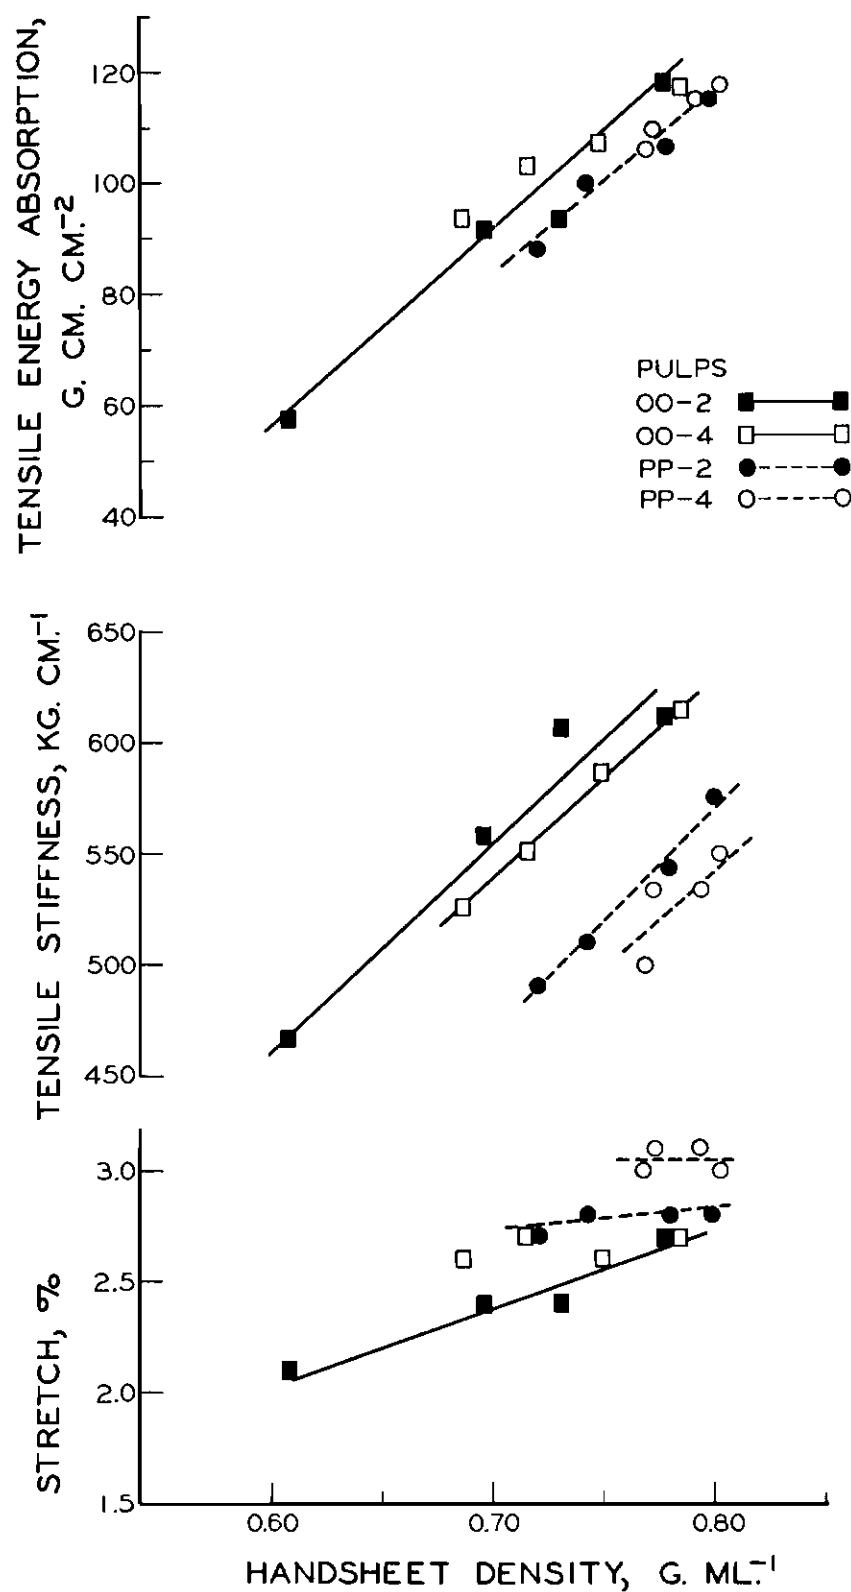 TENSILE ENERGY ABSORPTION,
G. CM. CM.⁻²
120
100
80
60
40
PULPS
OO-2
OO-4
PP-2
PP-4
TENSILE STIFFNESS, KG. CM.⁻¹
650
600
550
500
450
STRETCH, %
3.0
2.5
2.0
1.5
0.60 0.70 0.80
HANDSHEET DENSITY, G. ML.⁻¹